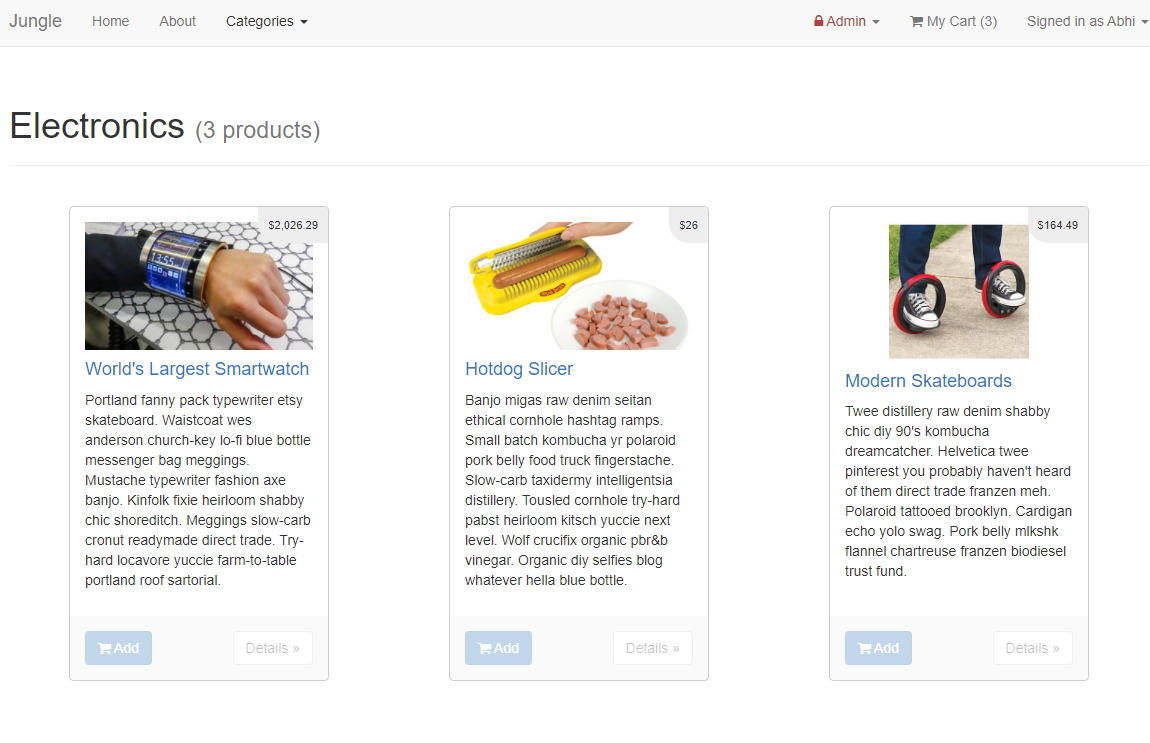 Jungle Home About Categories Admin My Cart (3) Signed in as Abhi
Electronics (3 products)
$2,026.29
13:55
World's Largest Smartwatch
Portland fanny pack typewriter etsy
skateboard. Waistcoat wes
anderson church-key lo-fi blue bottle
messenger bag meggings.
Mustache typewriter fashion axe
banjo. Kinfolk fixie heirloom shabby
chic shoreditch. Meggings slow-carb
cronut readymade direct trade. Try-
hard locavore yuccie farm-to-table
portland roof sartorial.
Add Details »
$26
Hotdog Slicer
Banjo migas raw denim seitan
ethical cornhole hashtag ramps.
Small batch kombucha yr polaroid
pork belly food truck fingerstache.
Slow-carb taxidermy intelligentsia
distillery. Tousled cornhole try-hard
pabst heirloom kitsch yuccie next
level. Wolf crucifix organic pbr&b
vinegar. Organic diy selfies blog
whatever hella blue bottle.
Add Details »
$164.49
Modern Skateboards
Twee distillery raw denim shabby
chic diy 90's kombucha
dreamcatcher. Helvetica twee
pinterest you probably haven't heard
of them direct trade franzen meh.
Polaroid tattooed brooklyn. Cardigan
echo yolo swag. Pork belly mlkshk
flannel chartreuse franzen biodiesel
trust fund.
Add Details »